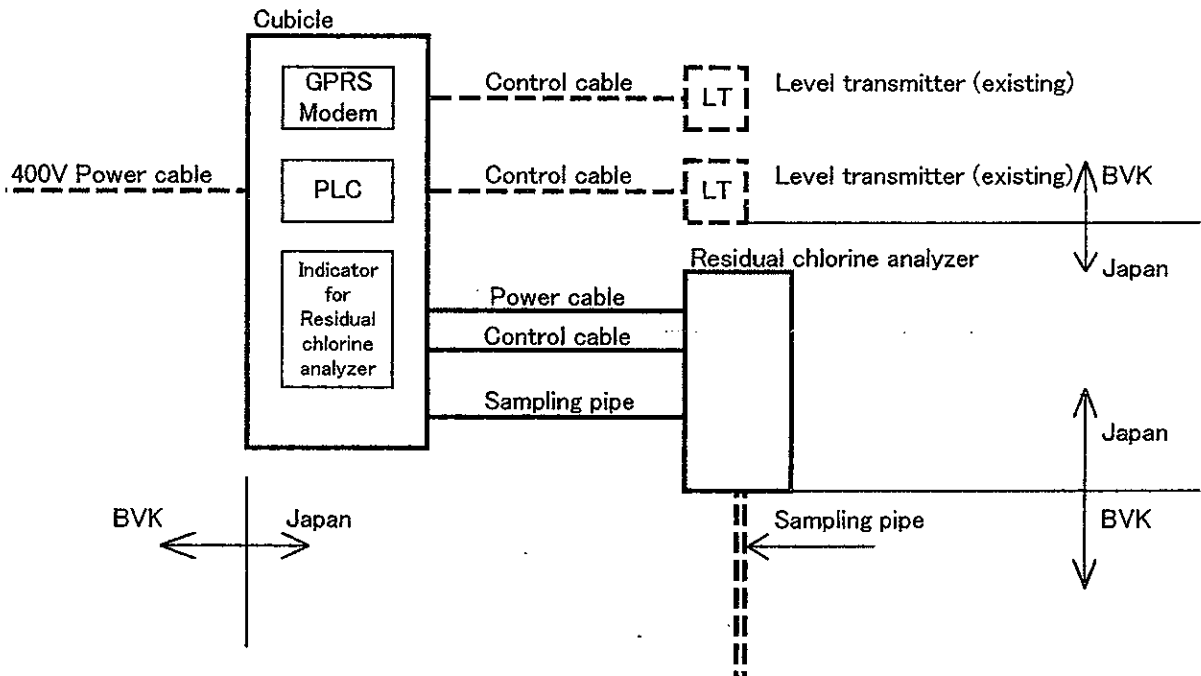 Cubicle
GPRS
Modem
Control cable
LT
Level transmitter (existing)
400V Power cable
PLC
Control cable
LT
Level transmitter (existing)
BVK
Japan
Residual chlorine analyzer
Indicator
for
Residual
chlorine
analyzer
Power cable
Control cable
Sampling pipe
Japan
BVK
BVK
Japan
Sampling pipe